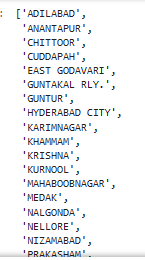 : ['ADILABAD',
'ANANTAPUR',
'CHITTOOR',
'CUDDAPAH',
'EAST GODAVARI',
'GUNTAKAL RLY.',
'GUNTUR',
'HYDERABAD CITY',
'KARIMNAGAR',
'KHAMMAM',
'KRISHNA',
'KURNOOL',
'MAHABOOBNAGAR',
'MEDAK',
'NALGONDA',
'NELLORE',
'NIZAMABAD',
'PRAKASHAM',